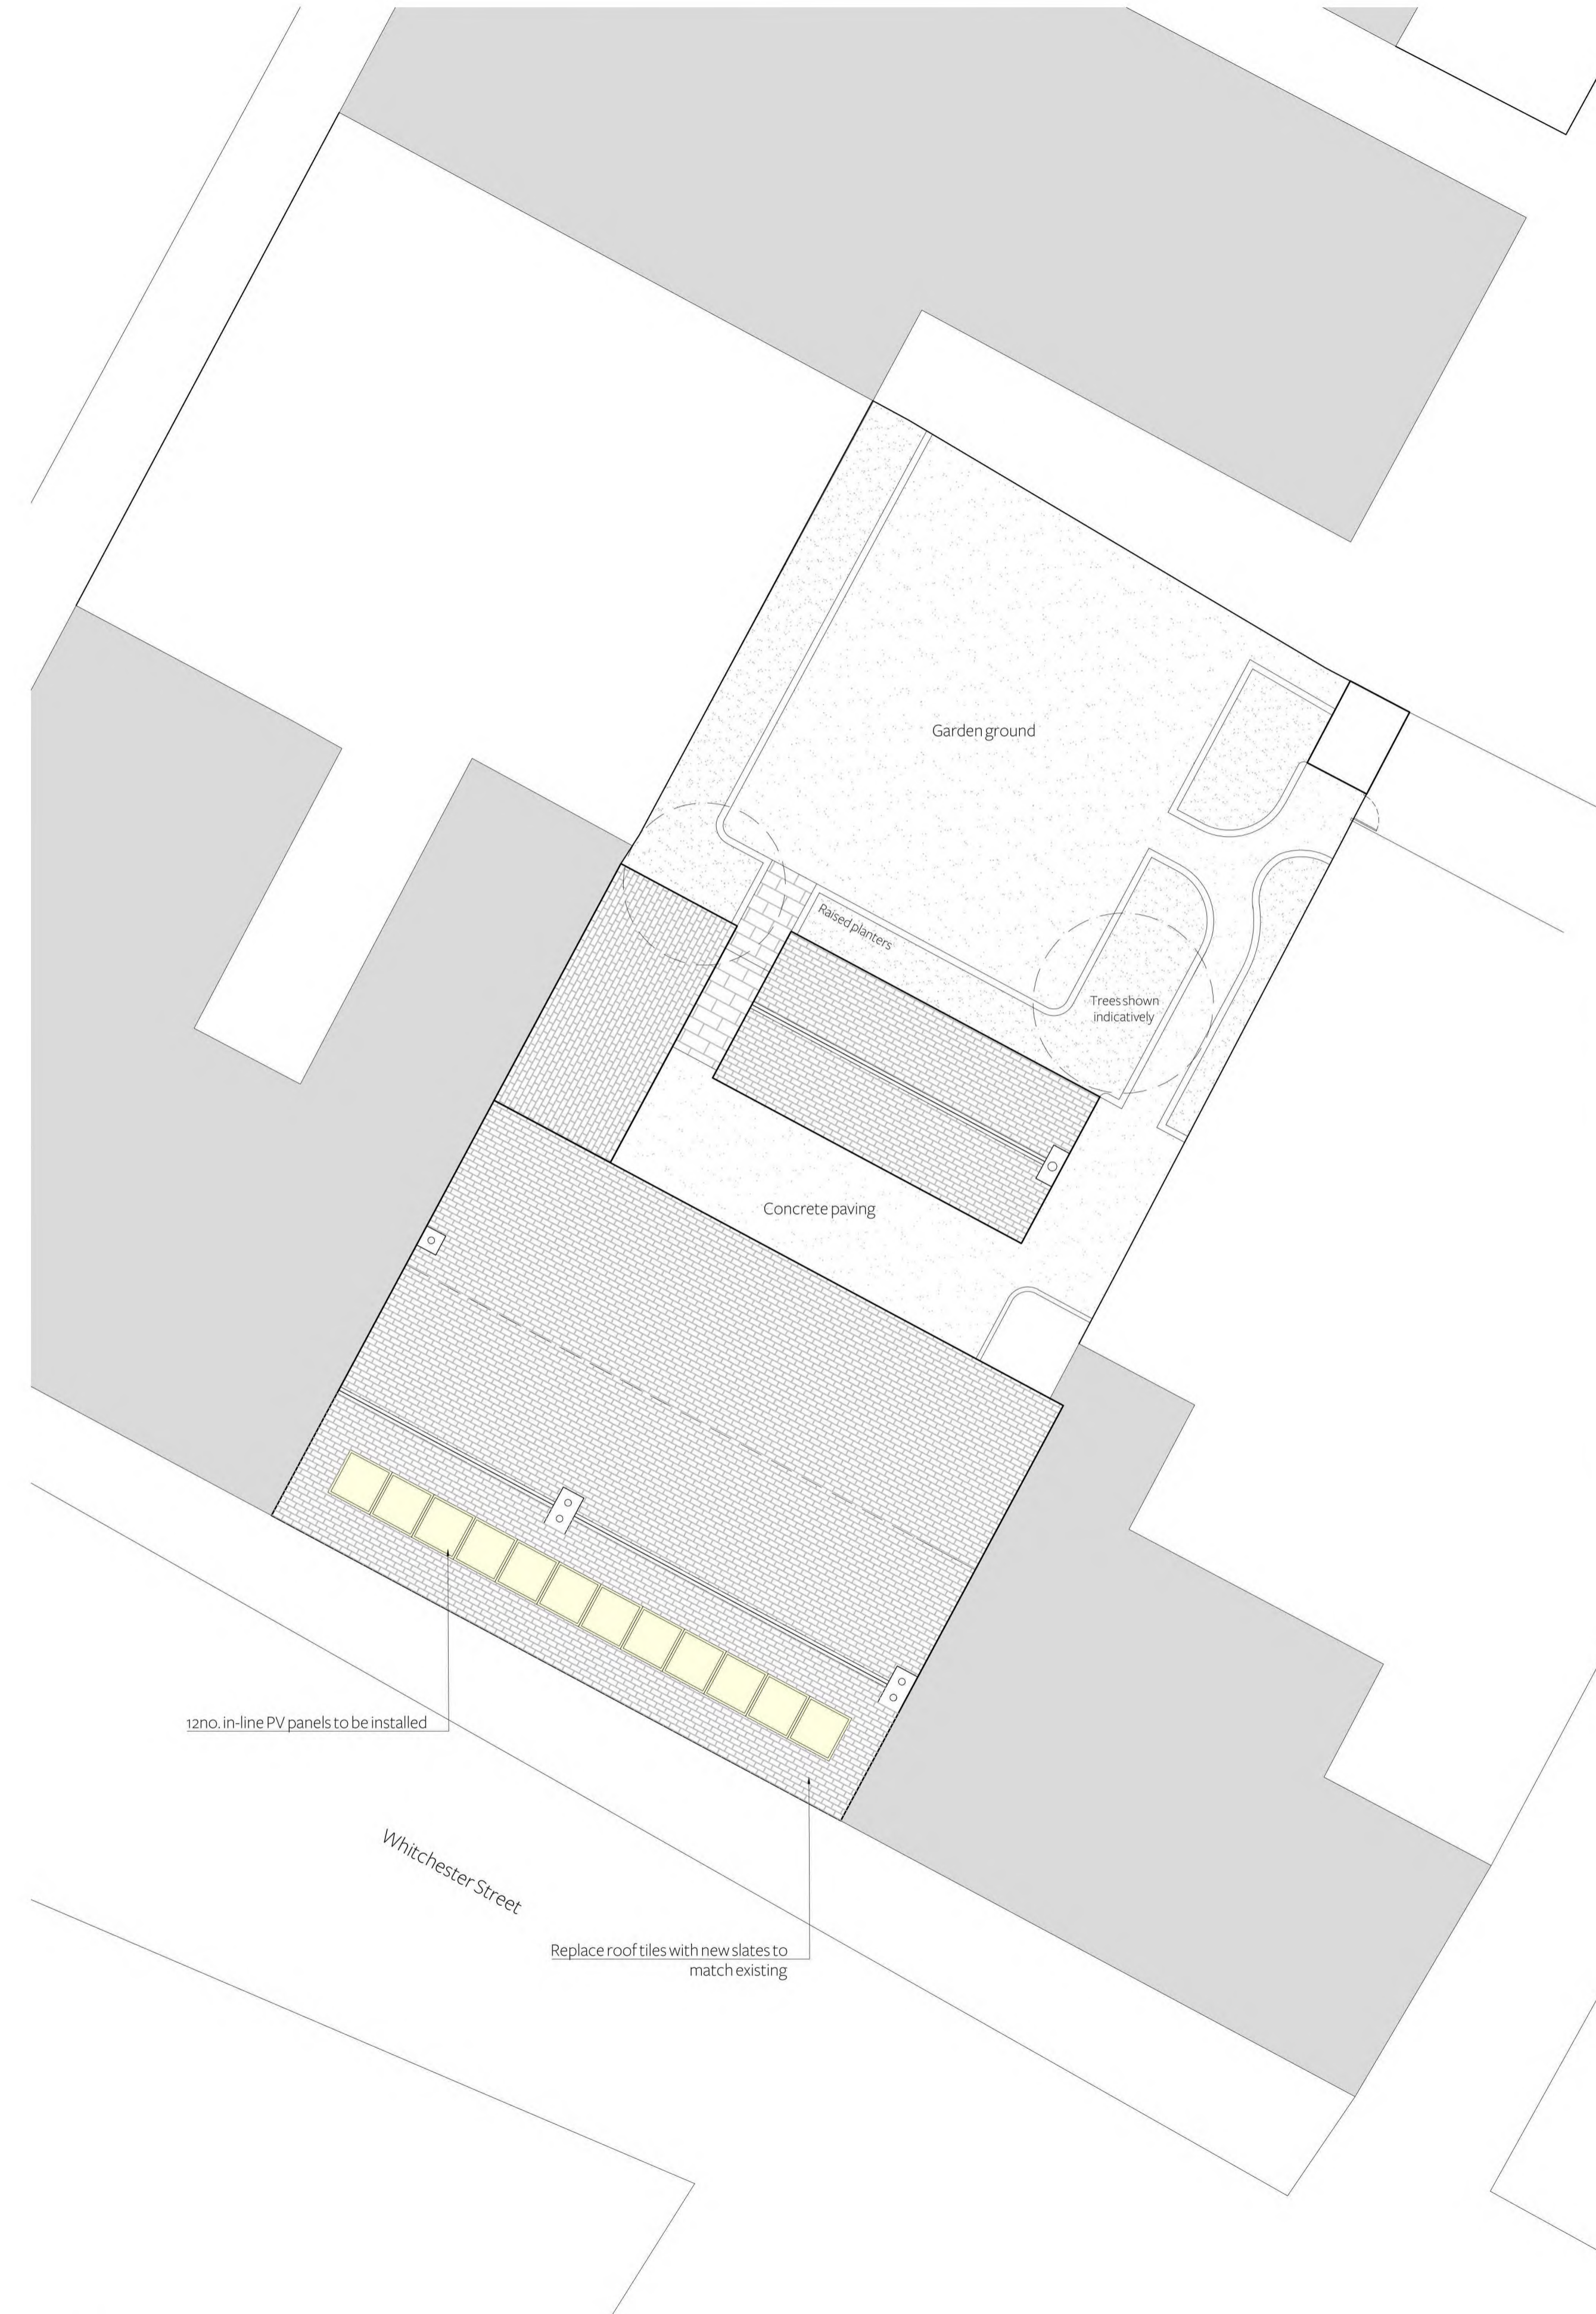 Garden ground
Raised planters
Trees shown
indicatively
Concrete paving
12no. in-line PV panels to be installed
Whitchester Street
Replace roof tiles with new slates to
match existing